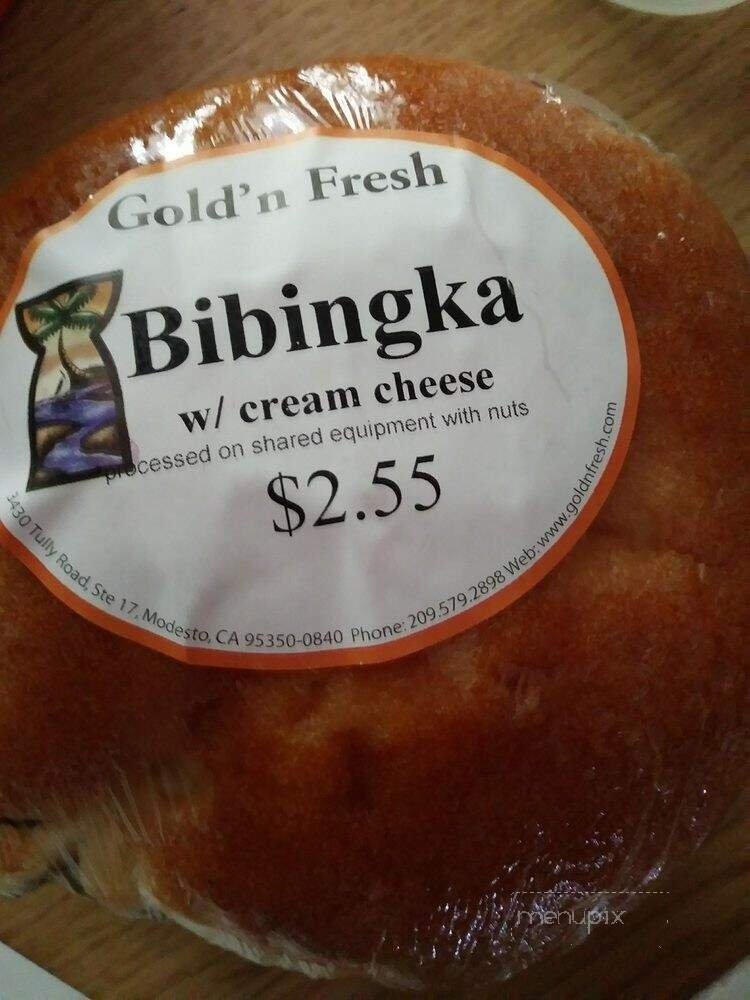 Gold'n Fresh
Bibingka
w/ cream cheese
processed on shared equipment with nuts
$2.55
3430 Tully Road, Ste 17, Modesto, CA 95350-0840 Phone: 209.579.2898 Web: www.goldnfresh.com
menupix